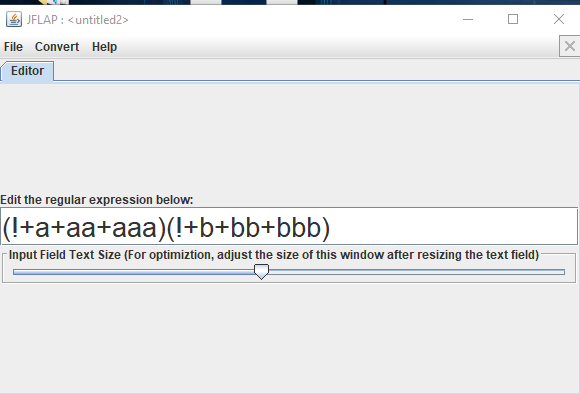 JFLAP : <untitled2>
File Convert Help
Editor
Edit the regular expression below:
(!+a+aa+aaa)(!+b+bb+bbb)
Input Field Text Size (For optimiztion, adjust the size of this window after resizing the text field)